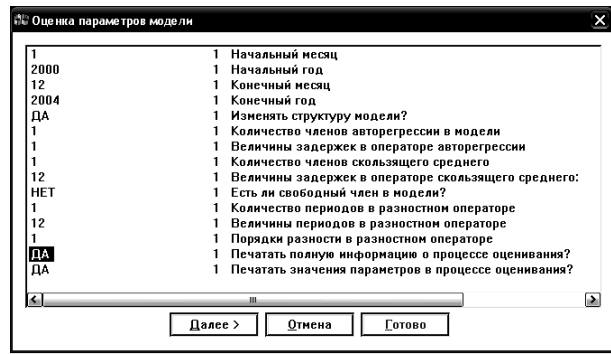 Оценка параметров модели
1 1 Начальный месяц
2000 1 Начальный год
12 1 Конечный месяц
2004 1 Конечный год
ДА 1 Изменять структуру модели?
1 1 Количество членов авторегрессии в модели
1 1 Величины задержек в операторе авторегрессии
1 1 Количество членов скользящего среднего
12 1 Величины задержек в операторе скользящего среднего:
НЕТ 1 Есть ли свободный член в модели?
1 1 Количество периодов в разностном операторе
12 1 Величины периодов в разностном операторе
1 1 Порядки разности в разностном операторе
ДА 1 Печатать полную информацию о процессе оценивания?
ДА 1 Печатать значения параметров в процессе оценивания?
Далее > Отмена Готово